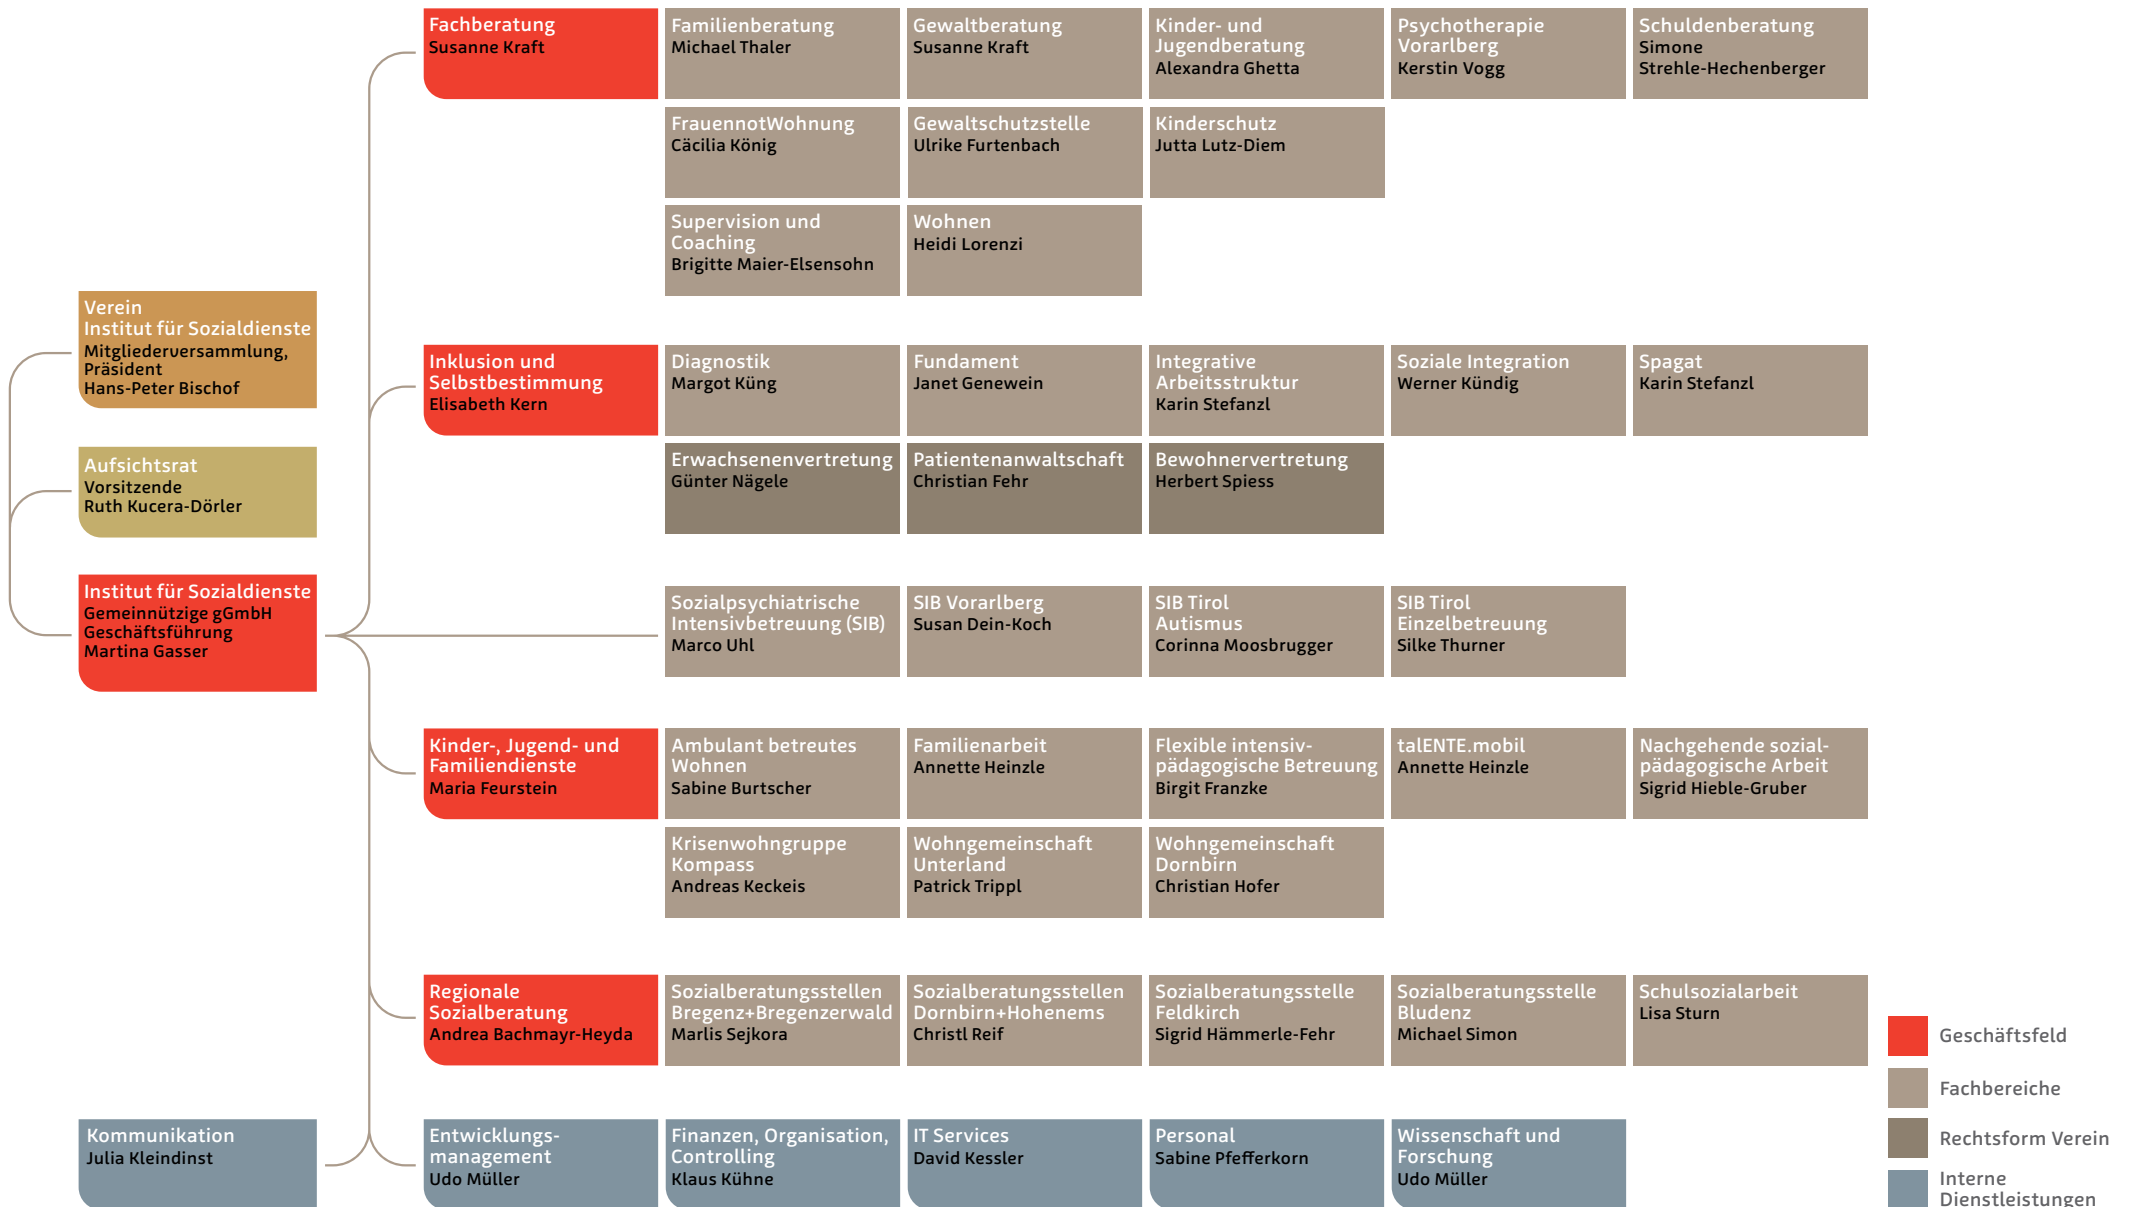 Fachberatung
Susanne Kraft
Familienberatung
Michael Thaler
Gewaltberatung
Susanne Kraft
Kinder- und
Jugendberatung
Alexandra Ghetta
Psychotherapie
Vorarlberg
Kerstin Vogg
Schuldenberatung
Simone
Strehle-Hechenberger
FrauennotWohnung
Cäcilia König
Gewaltschutzstelle
Ulrike Furtenbach
Kinderschutz
Jutta Lutz-Diem
Supervision und
Coaching
Brigitte Maier-Elsensohn
Wohnen
Heidi Lorenzi
Verein
Institut für Sozialdienste
Mitgliederversammlung,
Präsident
Hans-Peter Bischof
Inklusion und
Selbstbestimmung
Elisabeth Kern
Diagnostik
Margot Küng
Fundament
Janet Genewein
Integrative
Arbeitsstruktur
Karin Stefanzl
Soziale Integration
Werner Kündig
Spagat
Karin Stefanzl
Erwachsenenvertretung
Günter Nägele
Patientenanwaltschaft
Christian Fehr
Bewohnervertretung
Herbert Spiess
Aufsichtsrat
Vorsitzende
Ruth Kucera-Dörler
Institut für Sozialdienste
Gemeinnützige gGmbH
Geschäftsführung
Martina Gasser
Sozialpsychiatrische
Intensivbetreuung (SIB)
Marco Uhl
SIB Vorarlberg
Susan Dein-Koch
SIB Tirol
Autismus
Corinna Moosbrugger
SIB Tirol
Einzelbetreuung
Silke Thurner
Kinder-, Jugend- und
Familiendienste
Maria Feurstein
Ambulant betreutes
Wohnen
Sabine Burtscher
Familienarbeit
Annette Heinzle
Flexible intensiv-
pädagogische Betreuung
Birgit Franzke
talENTE.mobil
Annette Heinzle
Nachgehende sozial-
pädagogische Arbeit
Sigrid Hieble-Gruber
Krisenwohngruppe
Kompass
Andreas Keckeis
Wohngemeinschaft
Unterland
Patrick Trippl
Wohngemeinschaft
Dornbirn
Christian Hofer
Regionale
Sozialberatung
Andrea Bachmayr-Heyda
Sozialberatungsstellen
Bregenz+Bregenzerwald
Marlis Sejkora
Sozialberatungsstellen
Dornbirn+Hohenems
Christl Reif
Sozialberatungsstelle
Feldkirch
Sigrid Hämmerle-Fehr
Sozialberatungsstelle
Bludenz
Michael Simon
Schulsozialarbeit
Lisa Sturn
Kommunikation
Julia Kleindinst
Entwicklungs-
management
Udo Müller
Finanzen, Organisation,
Controlling
Klaus Kühne
IT Services
David Kessler
Personal
Sabine Pfefferkorn
Wissenschaft und
Forschung
Udo Müller
Geschäftsfeld
Fachbereiche
Rechtsform Verein
Interne
Dienstleistungen